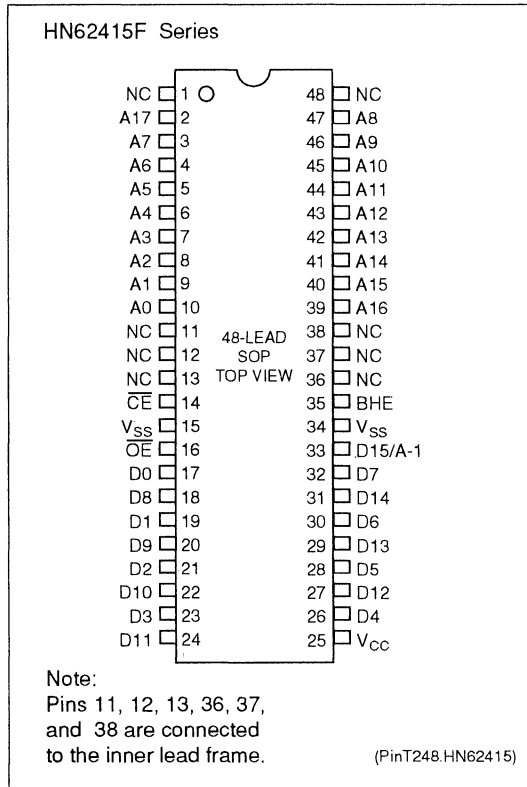 HN62415F Series
NC 1 48 NC
A17 2 47 A8
A7 3 46 A9
A6 4 45 A10
A5 5 44 A11
A4 6 43 A12
A3 7 42 A13
A2 8 41 A14
A1 9 40 A15
A0 10 39 A16
NC 11 38 NC
NC 12 37 NC
NC 13 36 NC
48-LEAD
SOP
TOP VIEW
C̅E̅ 14 35 BHE
VSS 15 34 VSS
O̅E̅ 16 33 D15/A-1
D0 17 32 D7
D8 18 31 D14
D1 19 30 D6
D9 20 29 D13
D2 21 28 D5
D10 22 27 D12
D3 23 26 D4
D11 24 25 VCC
Note:
Pins 11, 12, 13, 36, 37,
and 38 are connected
to the inner lead frame.
(PinT248.HN62415)